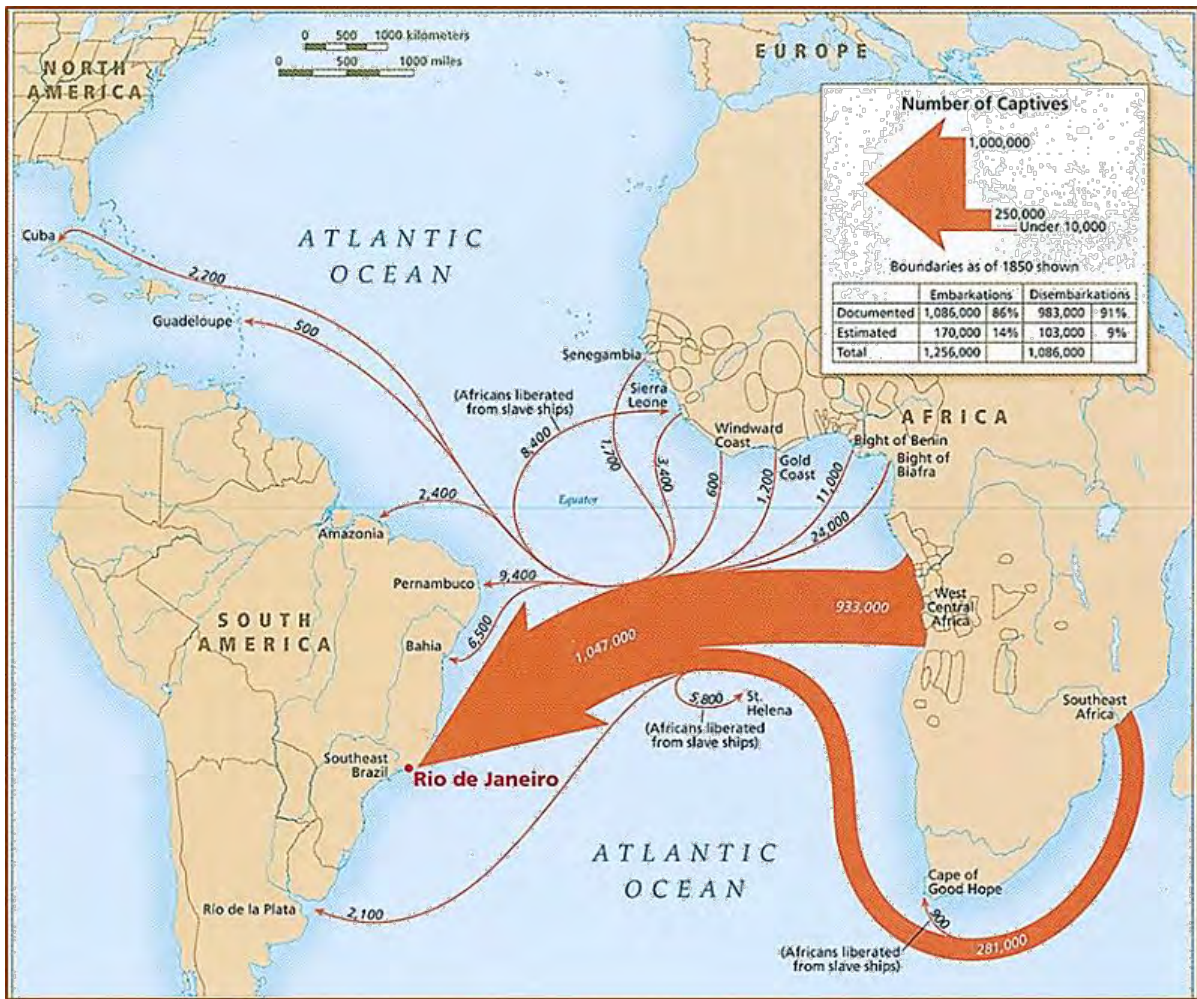 0 500 1000 kilometers
0 500 1000 miles
NORTH
AMERICA
EUROPE
Number of Captives
1,000,000
250,000
Under 10,000
Boundaries as of 1850 shown
Embarkations Disembarkations
Documented 1,086,000 86% 983,000 91%
Estimated 170,000 14% 103,000 9%
Total 1,256,000 1,086,000
Cuba
ATLANTIC
OCEAN
2,200
Guadeloupe
500
Senegambia
Sierra
Leone
(Africans liberated
from slave ships)
8,400
1,700
3,400
Windward
Coast
600
Gold
Coast
1,200
AFRICA
Bight of Benin
Bight of
Biafra
11,000
24,000
Equator
2,400
Amazonia
Pernambuco
9,400
SOUTH
AMERICA
Bahia
6,500
1,047,000
933,000
West
Central
Africa
5,800
St.
Helena
(Africans liberated
from slave ships)
Southeast
Africa
Southeast
Brazil
Rio de Janeiro
ATLANTIC
OCEAN
Cape of
Good Hope
Río de la Plata
2,100
900
281,000
(Africans liberated
from slave ships)